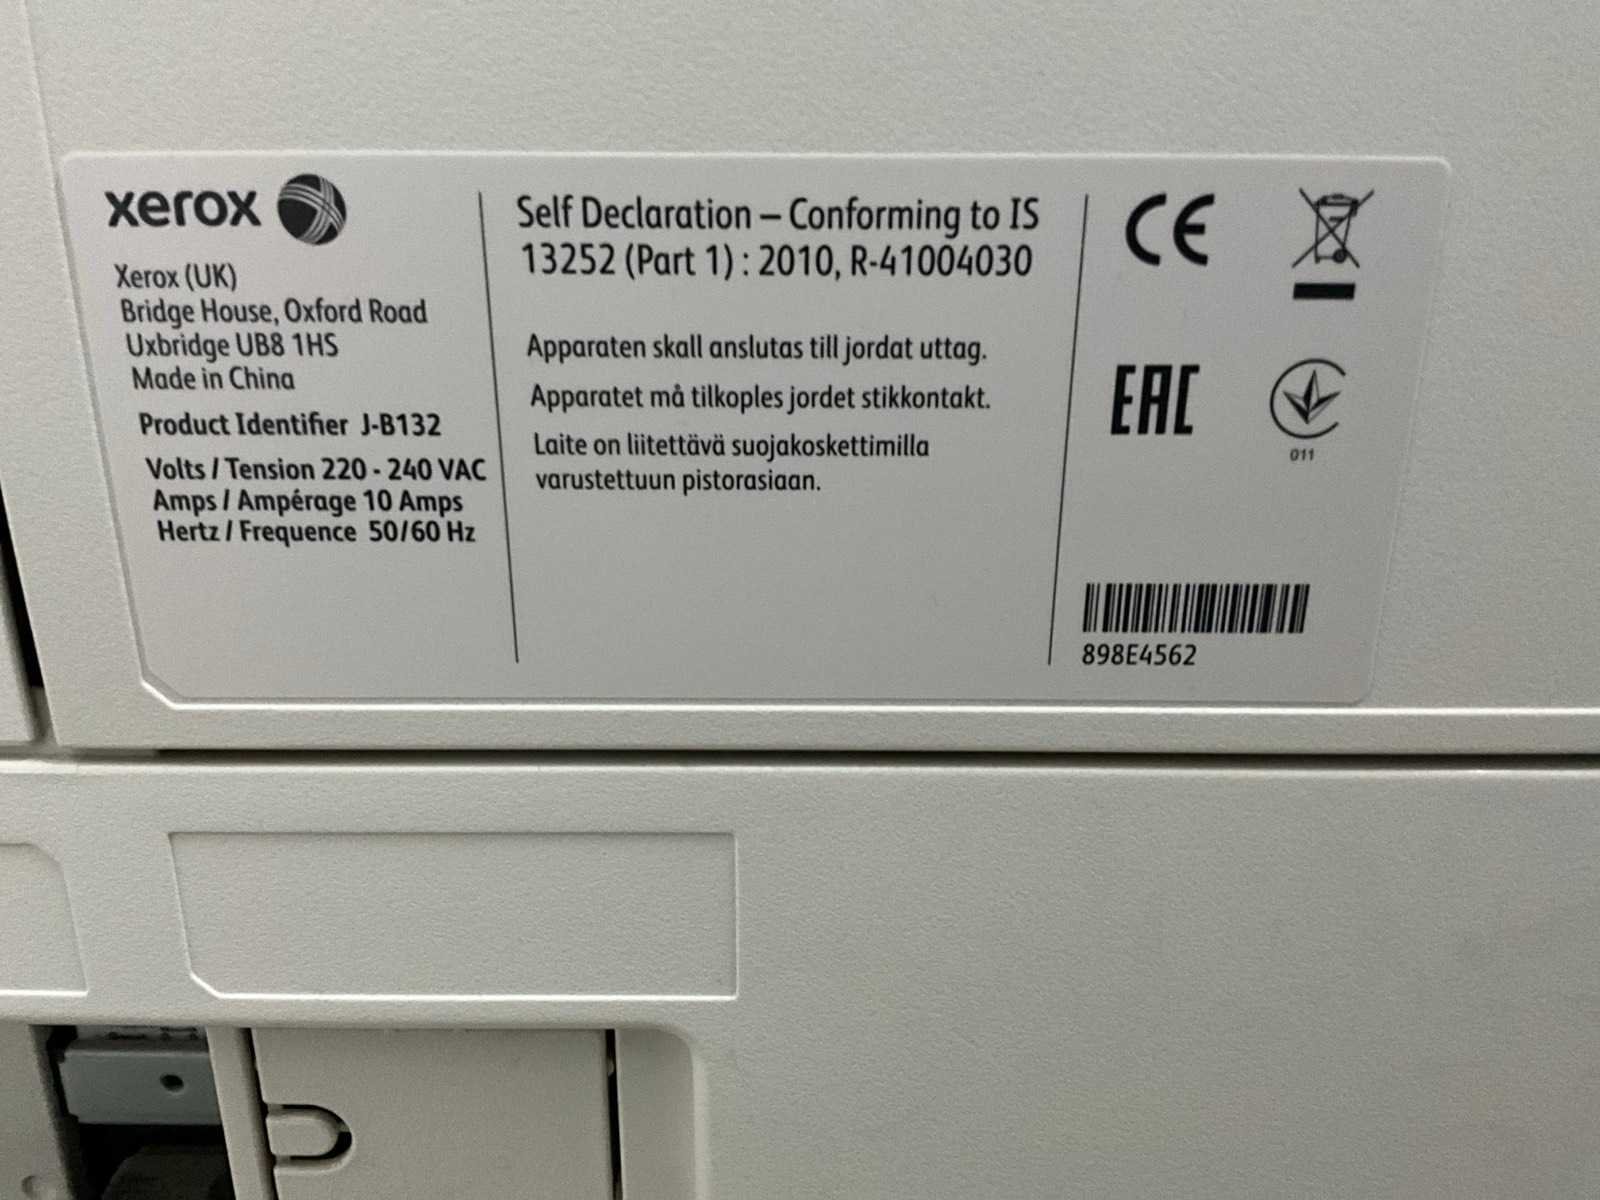 xerox
Xerox (UK)
Bridge House, Oxford Road
Uxbridge UB8 1HS
Made in China
Product Identifier J-B132
Volts / Tension 220 - 240 VAC
Amps / Ampérage 10 Amps
Hertz / Frequence 50/60 Hz
Self Declaration – Conforming to IS
13252 (Part 1) : 2010, R-41004030
Apparaten skall anslutas till jordat uttag.
Apparatet må tilkoples jordet stikkontakt.
Laite on liitettävä suojakoskettimilla
varustettuun pistorasiaan.
CE
EAC
011
898E4562